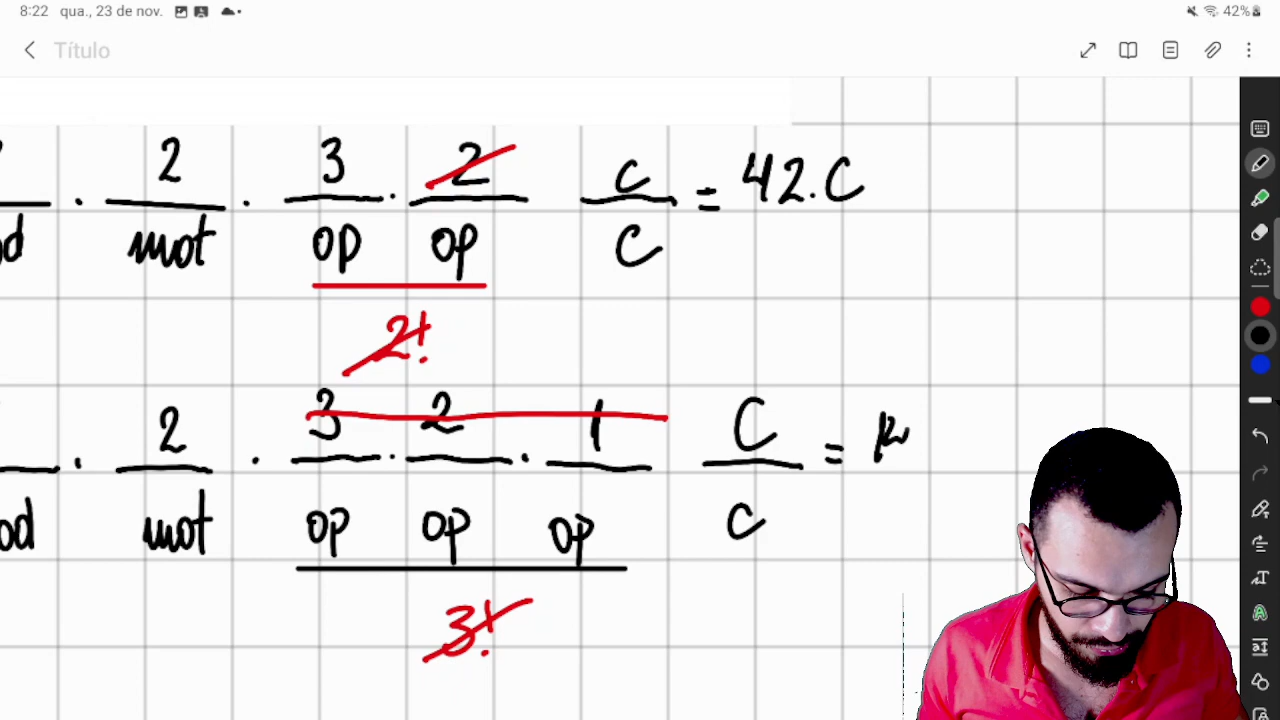 8:22 qua., 23 de nov. 42%
Título
2 3 2 c = 42.C
od mot op op C
2!
2 3 2 1 C =
od mot op op op c
3!